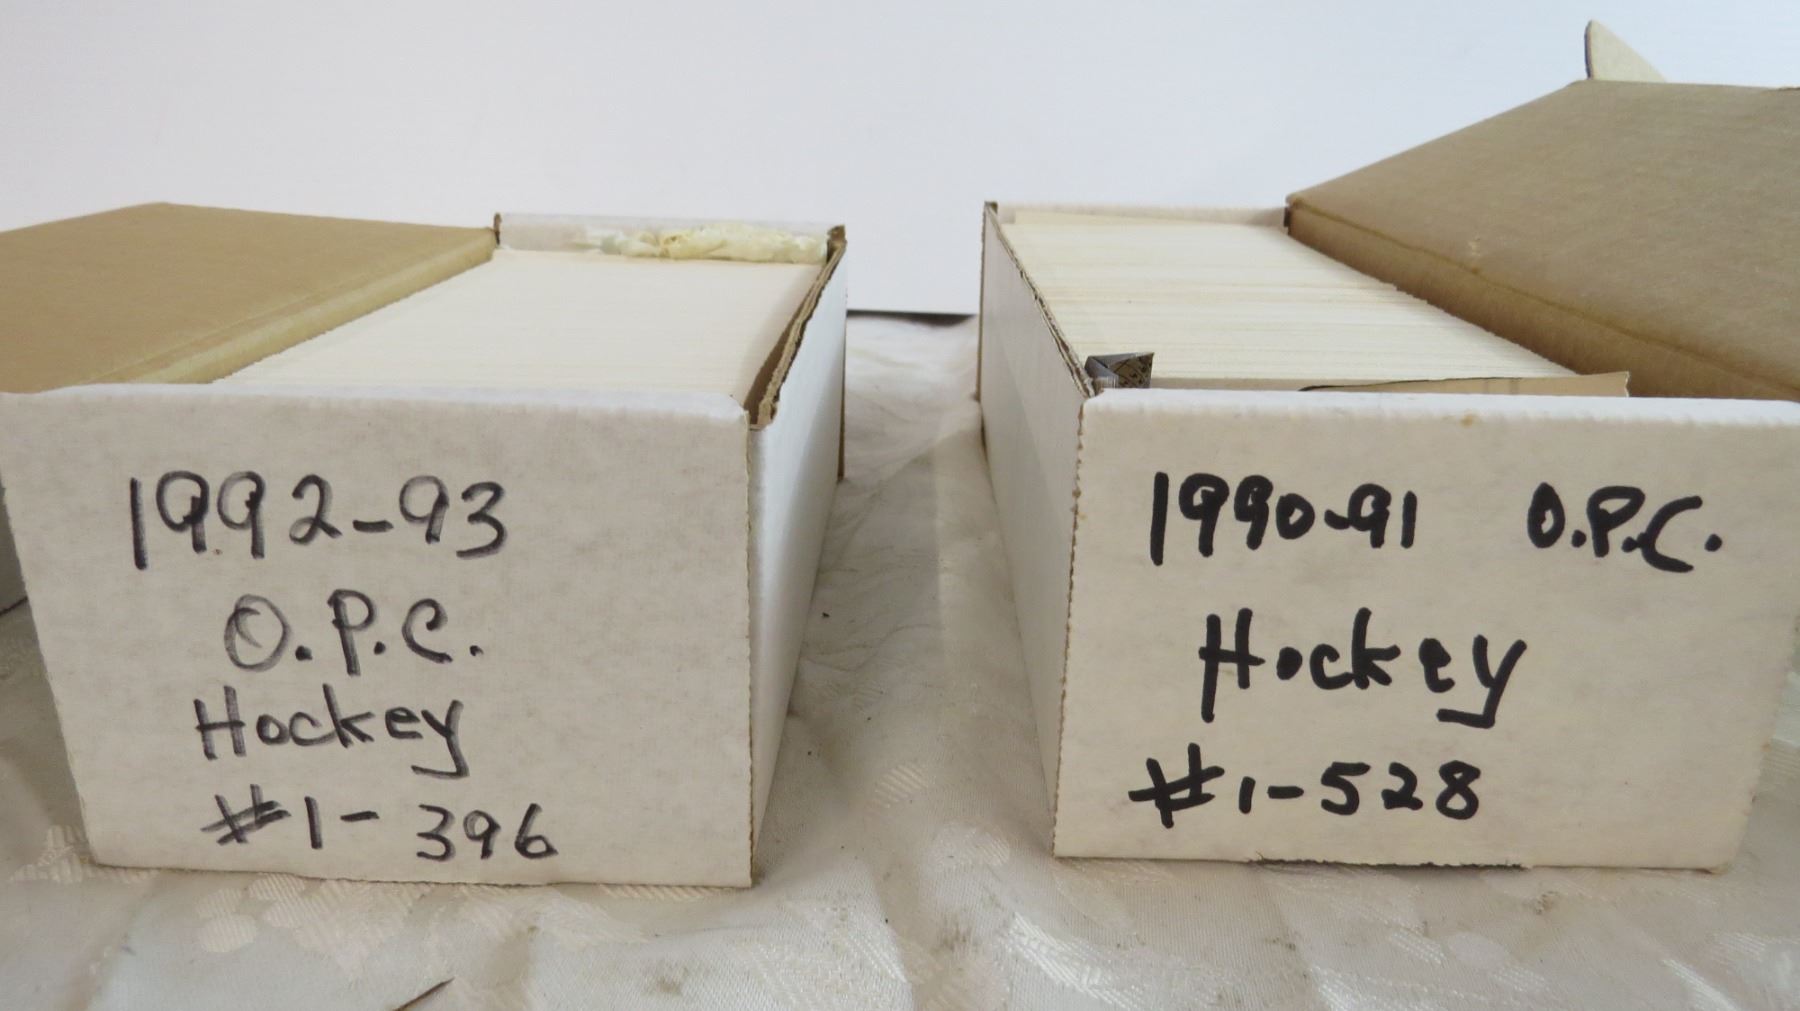 1992-93
O.P.C.
Hockey
#1-396
1990-91 O.P.C.
Hockey
#1-528